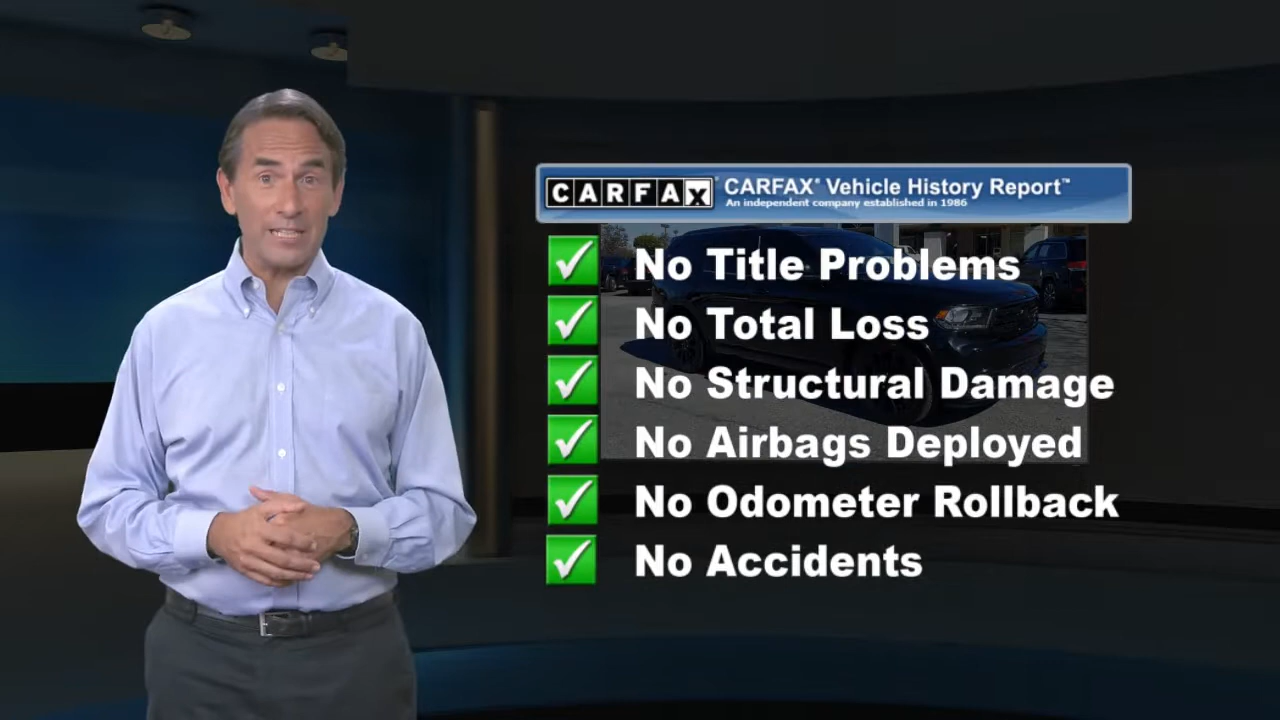 CARFAX CARFAX® Vehicle History Report™
An independent company established in 1986
No Title Problems
No Total Loss
No Structural Damage
No Airbags Deployed
No Odometer Rollback
No Accidents